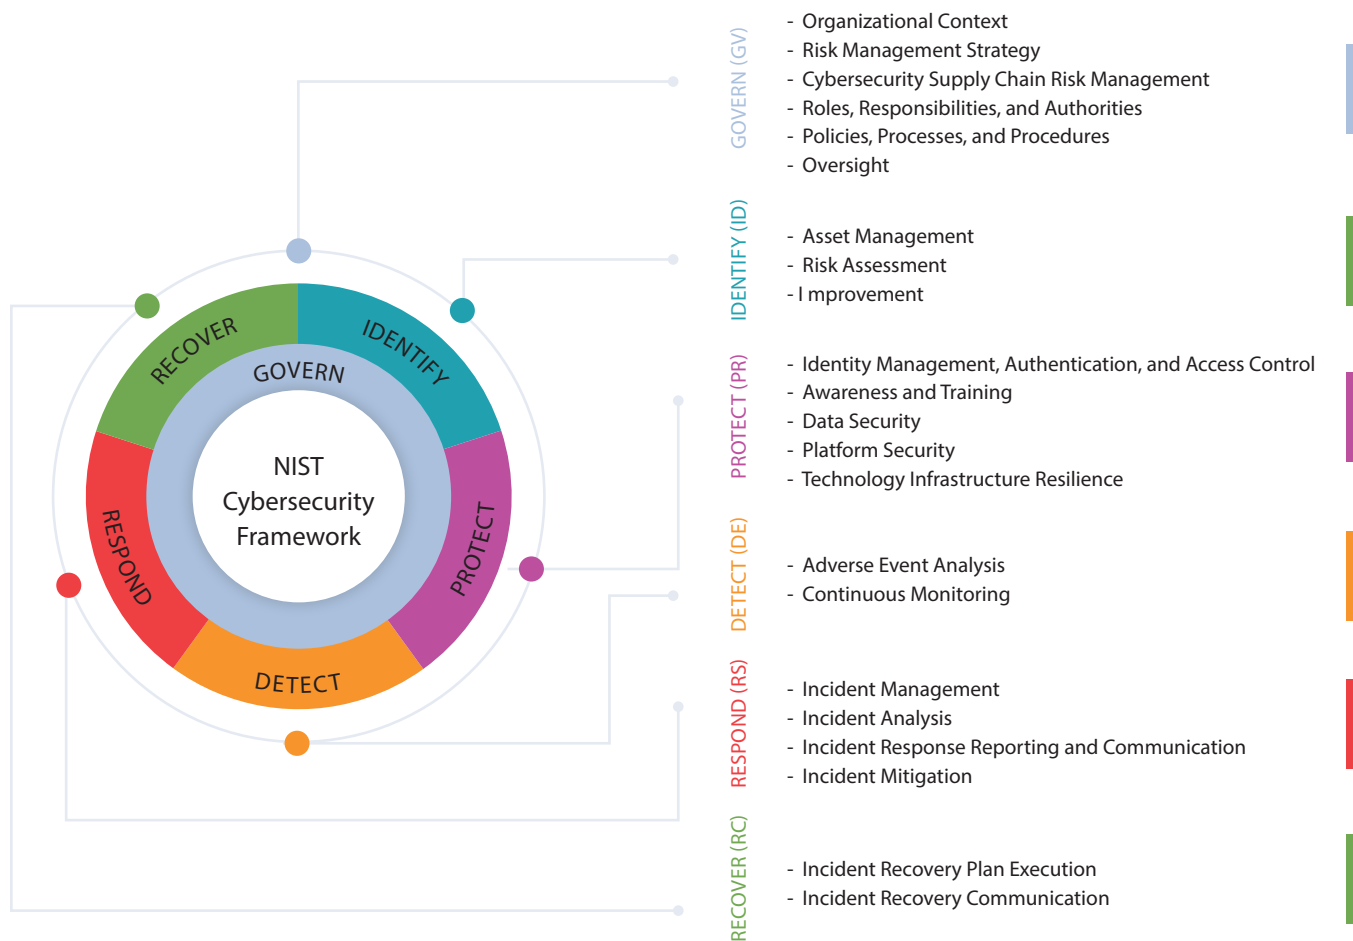 GOVERN (GV)
- Organizational Context
- Risk Management Strategy
- Cybersecurity Supply Chain Risk Management
- Roles, Responsibilities, and Authorities
- Policies, Processes, and Procedures
- Oversight
IDENTIFY (ID)
- Asset Management
- Risk Assessment
- I mprovement
PROTECT (PR)
- Identity Management, Authentication, and Access Control
- Awareness and Training
- Data Security
- Platform Security
- Technology Infrastructure Resilience
DETECT (DE)
- Adverse Event Analysis
- Continuous Monitoring
RESPOND (RS)
- Incident Management
- Incident Analysis
- Incident Response Reporting and Communication
- Incident Mitigation
RECOVER (RC)
- Incident Recovery Plan Execution
- Incident Recovery Communication
RECOVER
IDENTIFY
GOVERN
NIST
Cybersecurity
Framework
RESPOND
PROTECT
DETECT